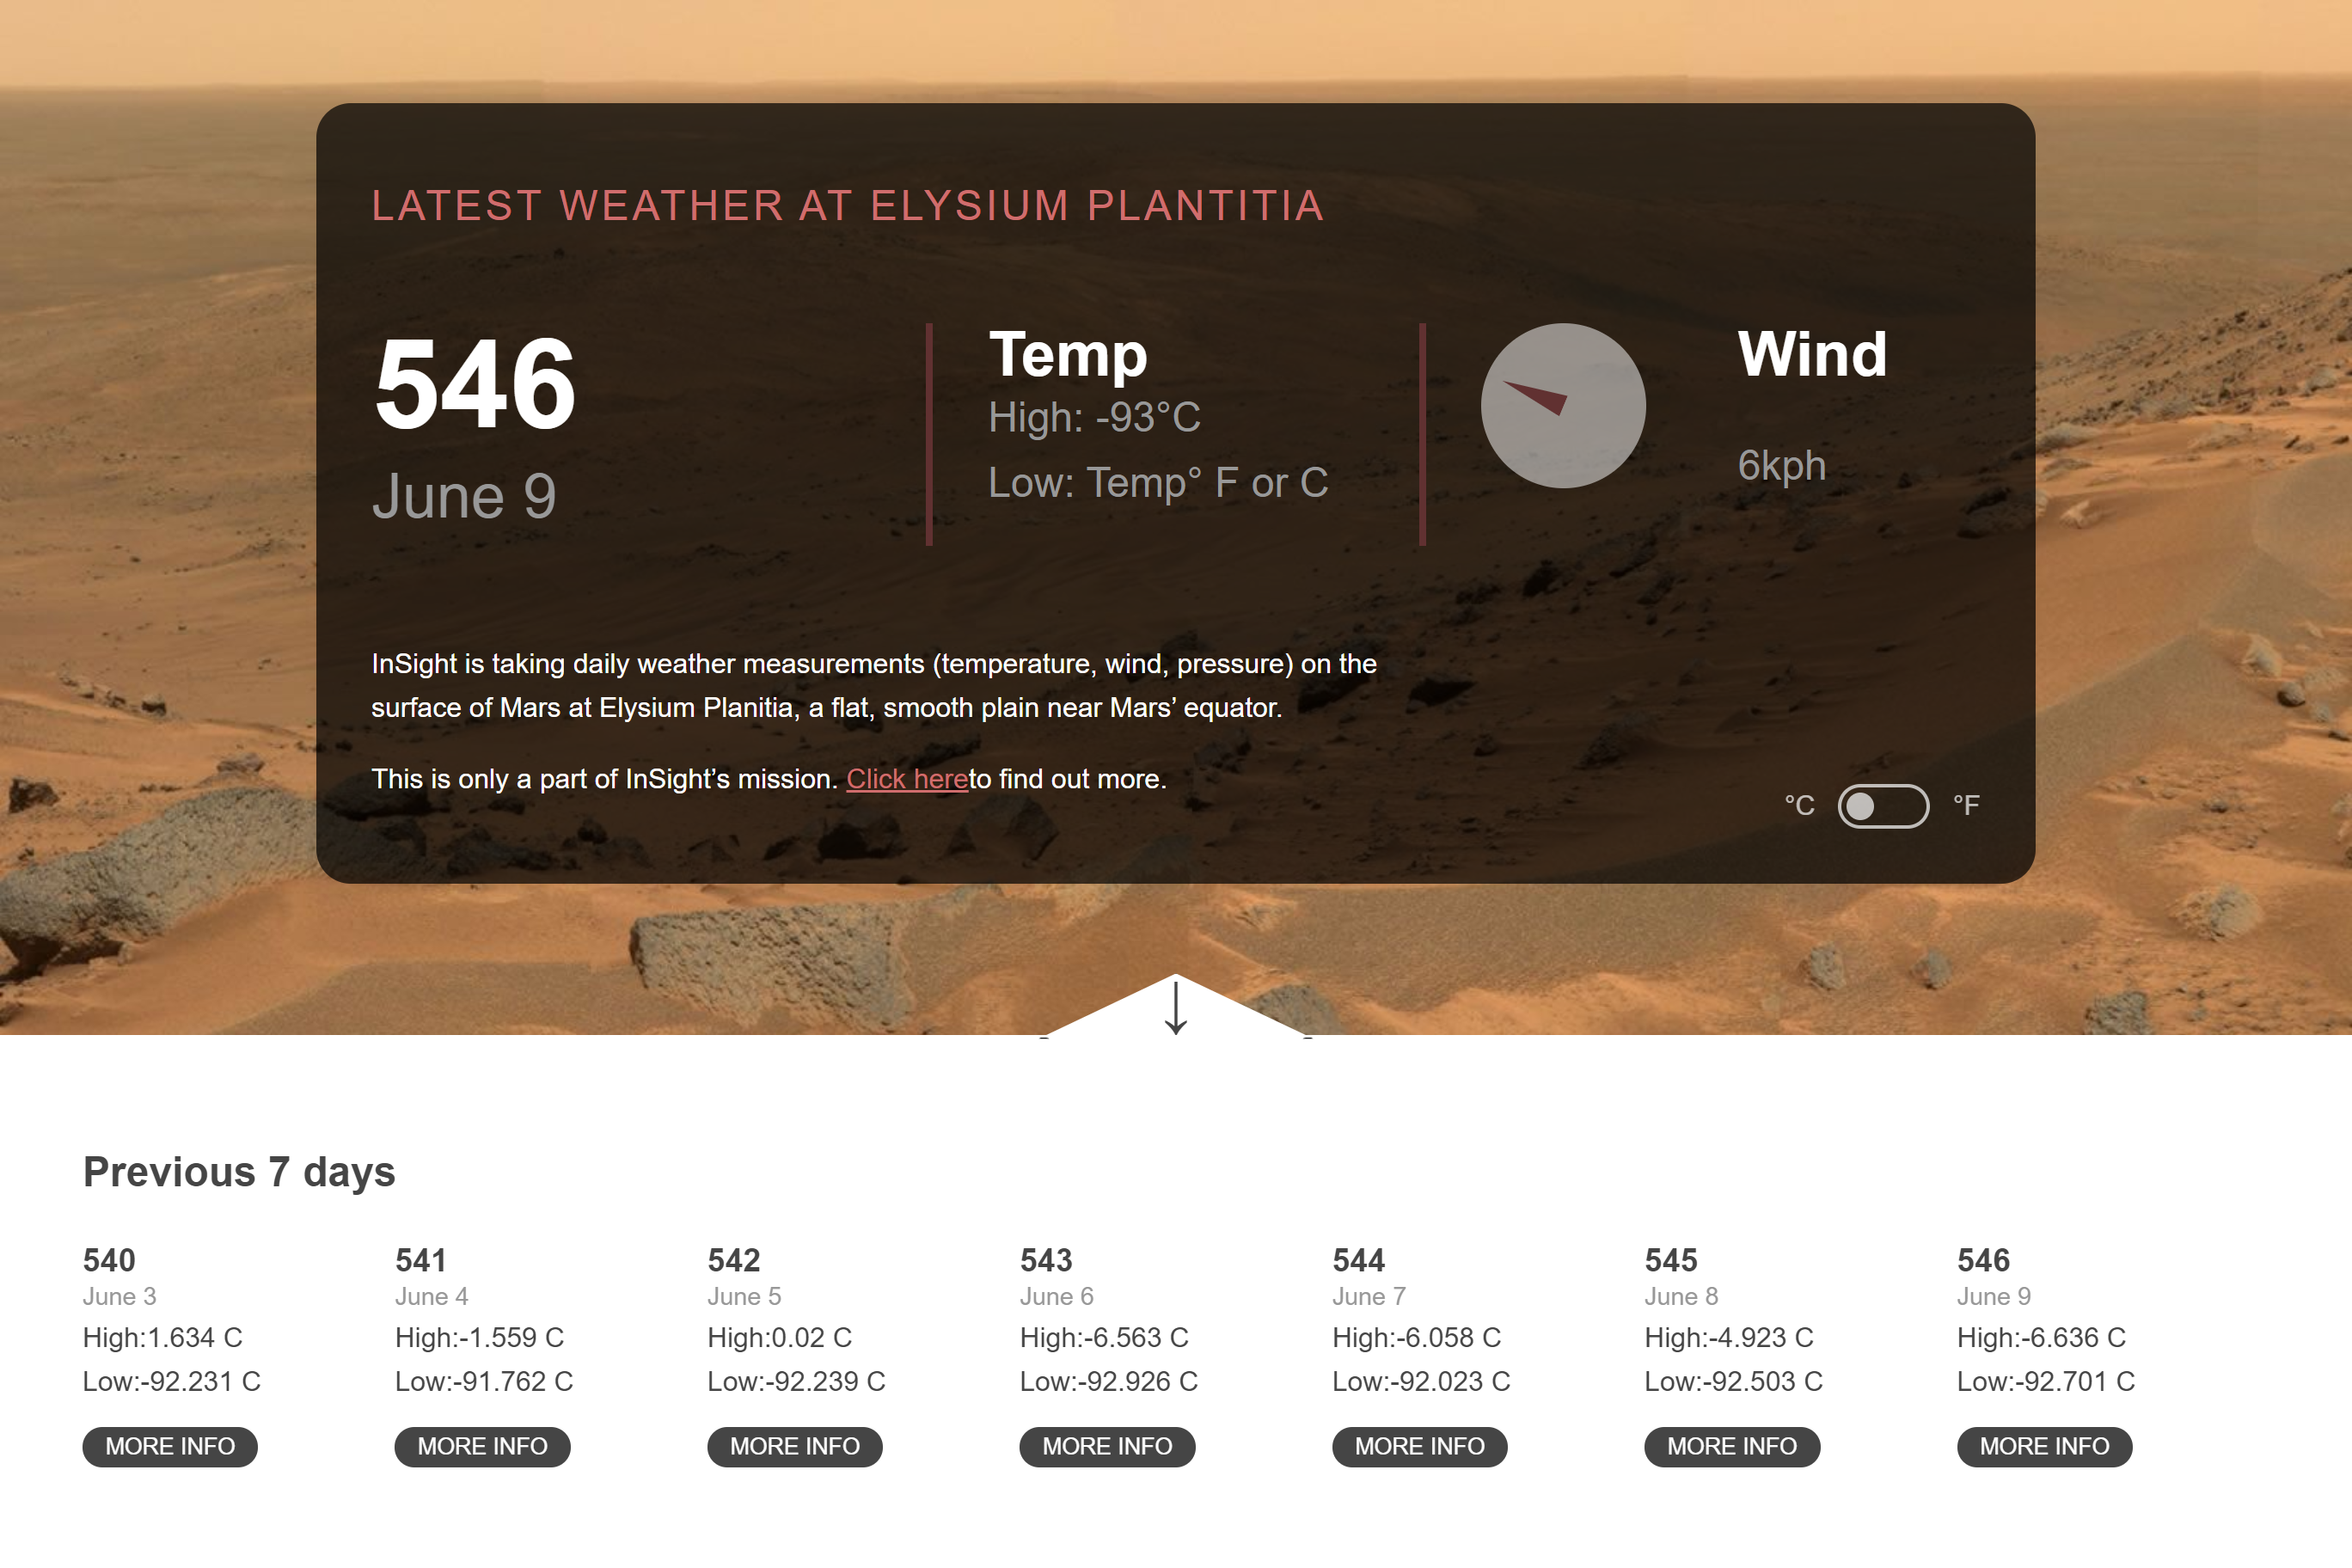 LATEST WEATHER AT ELYSIUM PLANTITIA
546
June 9
Temp
High: -93°C
Low: Temp° F or C
Wind
6kph
InSight is taking daily weather measurements (temperature, wind, pressure) on the
surface of Mars at Elysium Planitia, a flat, smooth plain near Mars’ equator.
This is only a part of InSight’s mission. Click hereto find out more.
°C °F
Previous 7 days
540
June 3
High:1.634 C
Low:-92.231 C
MORE INFO
541
June 4
High:-1.559 C
Low:-91.762 C
MORE INFO
542
June 5
High:0.02 C
Low:-92.239 C
MORE INFO
543
June 6
High:-6.563 C
Low:-92.926 C
MORE INFO
544
June 7
High:-6.058 C
Low:-92.023 C
MORE INFO
545
June 8
High:-4.923 C
Low:-92.503 C
MORE INFO
546
June 9
High:-6.636 C
Low:-92.701 C
MORE INFO